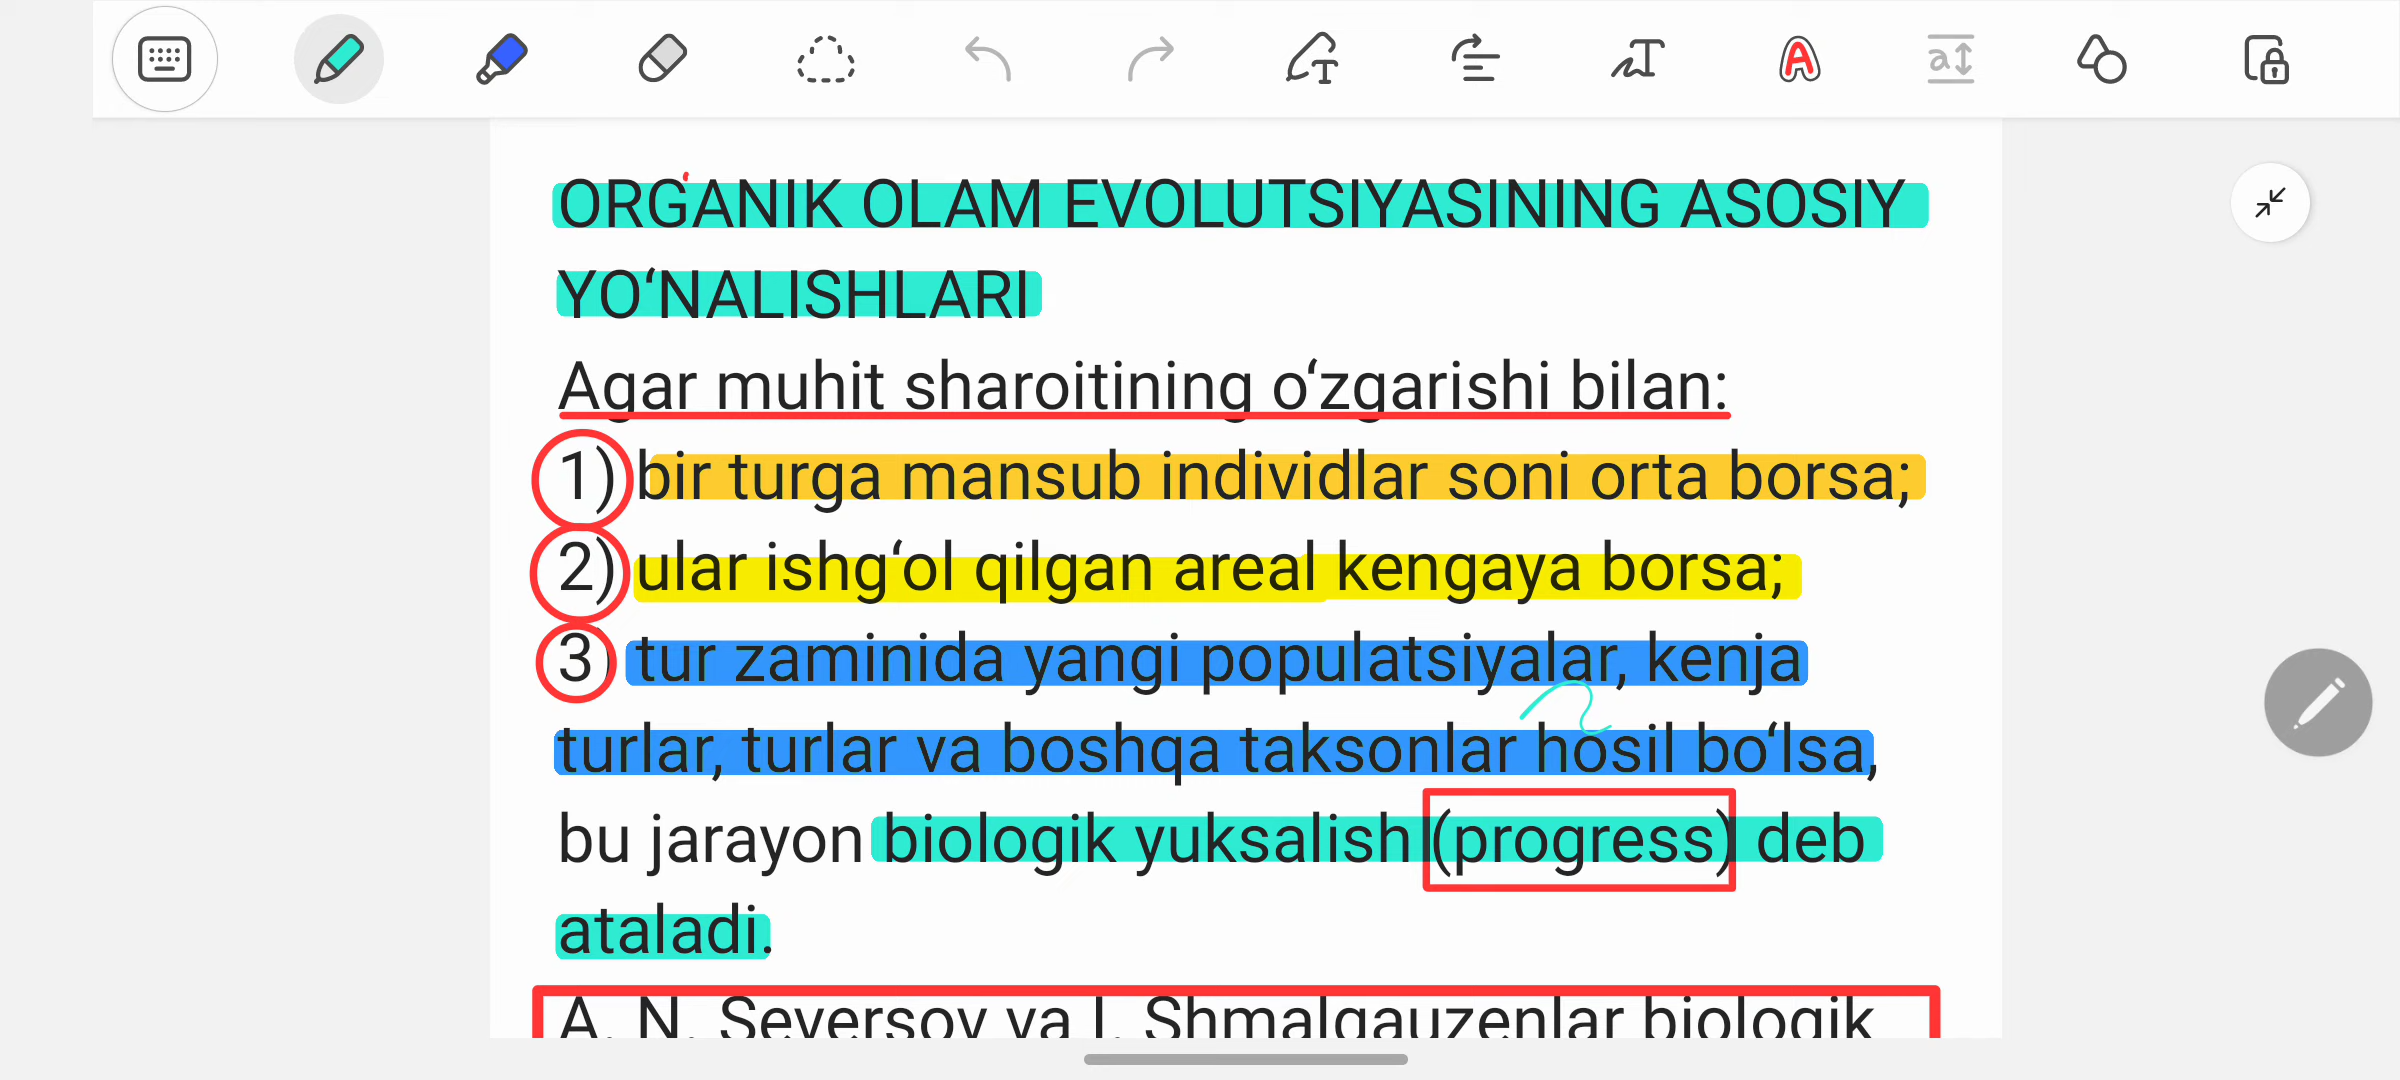 ORGANIK OLAM EVOLUTSIYASINING ASOSIY
YO‘NALISHLARI
Agar muhit sharoitining o‘zgarishi bilan:
1) bir turga mansub individlar soni orta borsa;
2) ular ishg‘ol qilgan areal kengaya borsa;
3) tur zaminida yangi populatsiyalar, kenja
turlar, turlar va boshqa taksonlar hosil bo‘lsa,
bu jarayon biologik yuksalish (progress) deb
ataladi.
A. N. Seversov va I. Shmalgauzenlar biologik